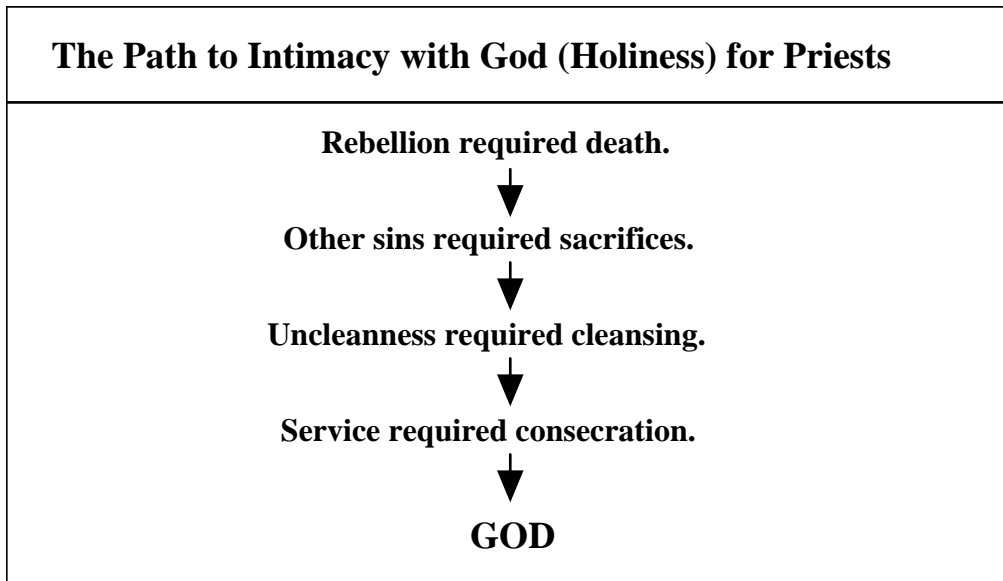 The Path to Intimacy with God (Holiness) for Priests
Rebellion required death.
Other sins required sacrifices.
Uncleanness required cleansing.
Service required consecration.
GOD